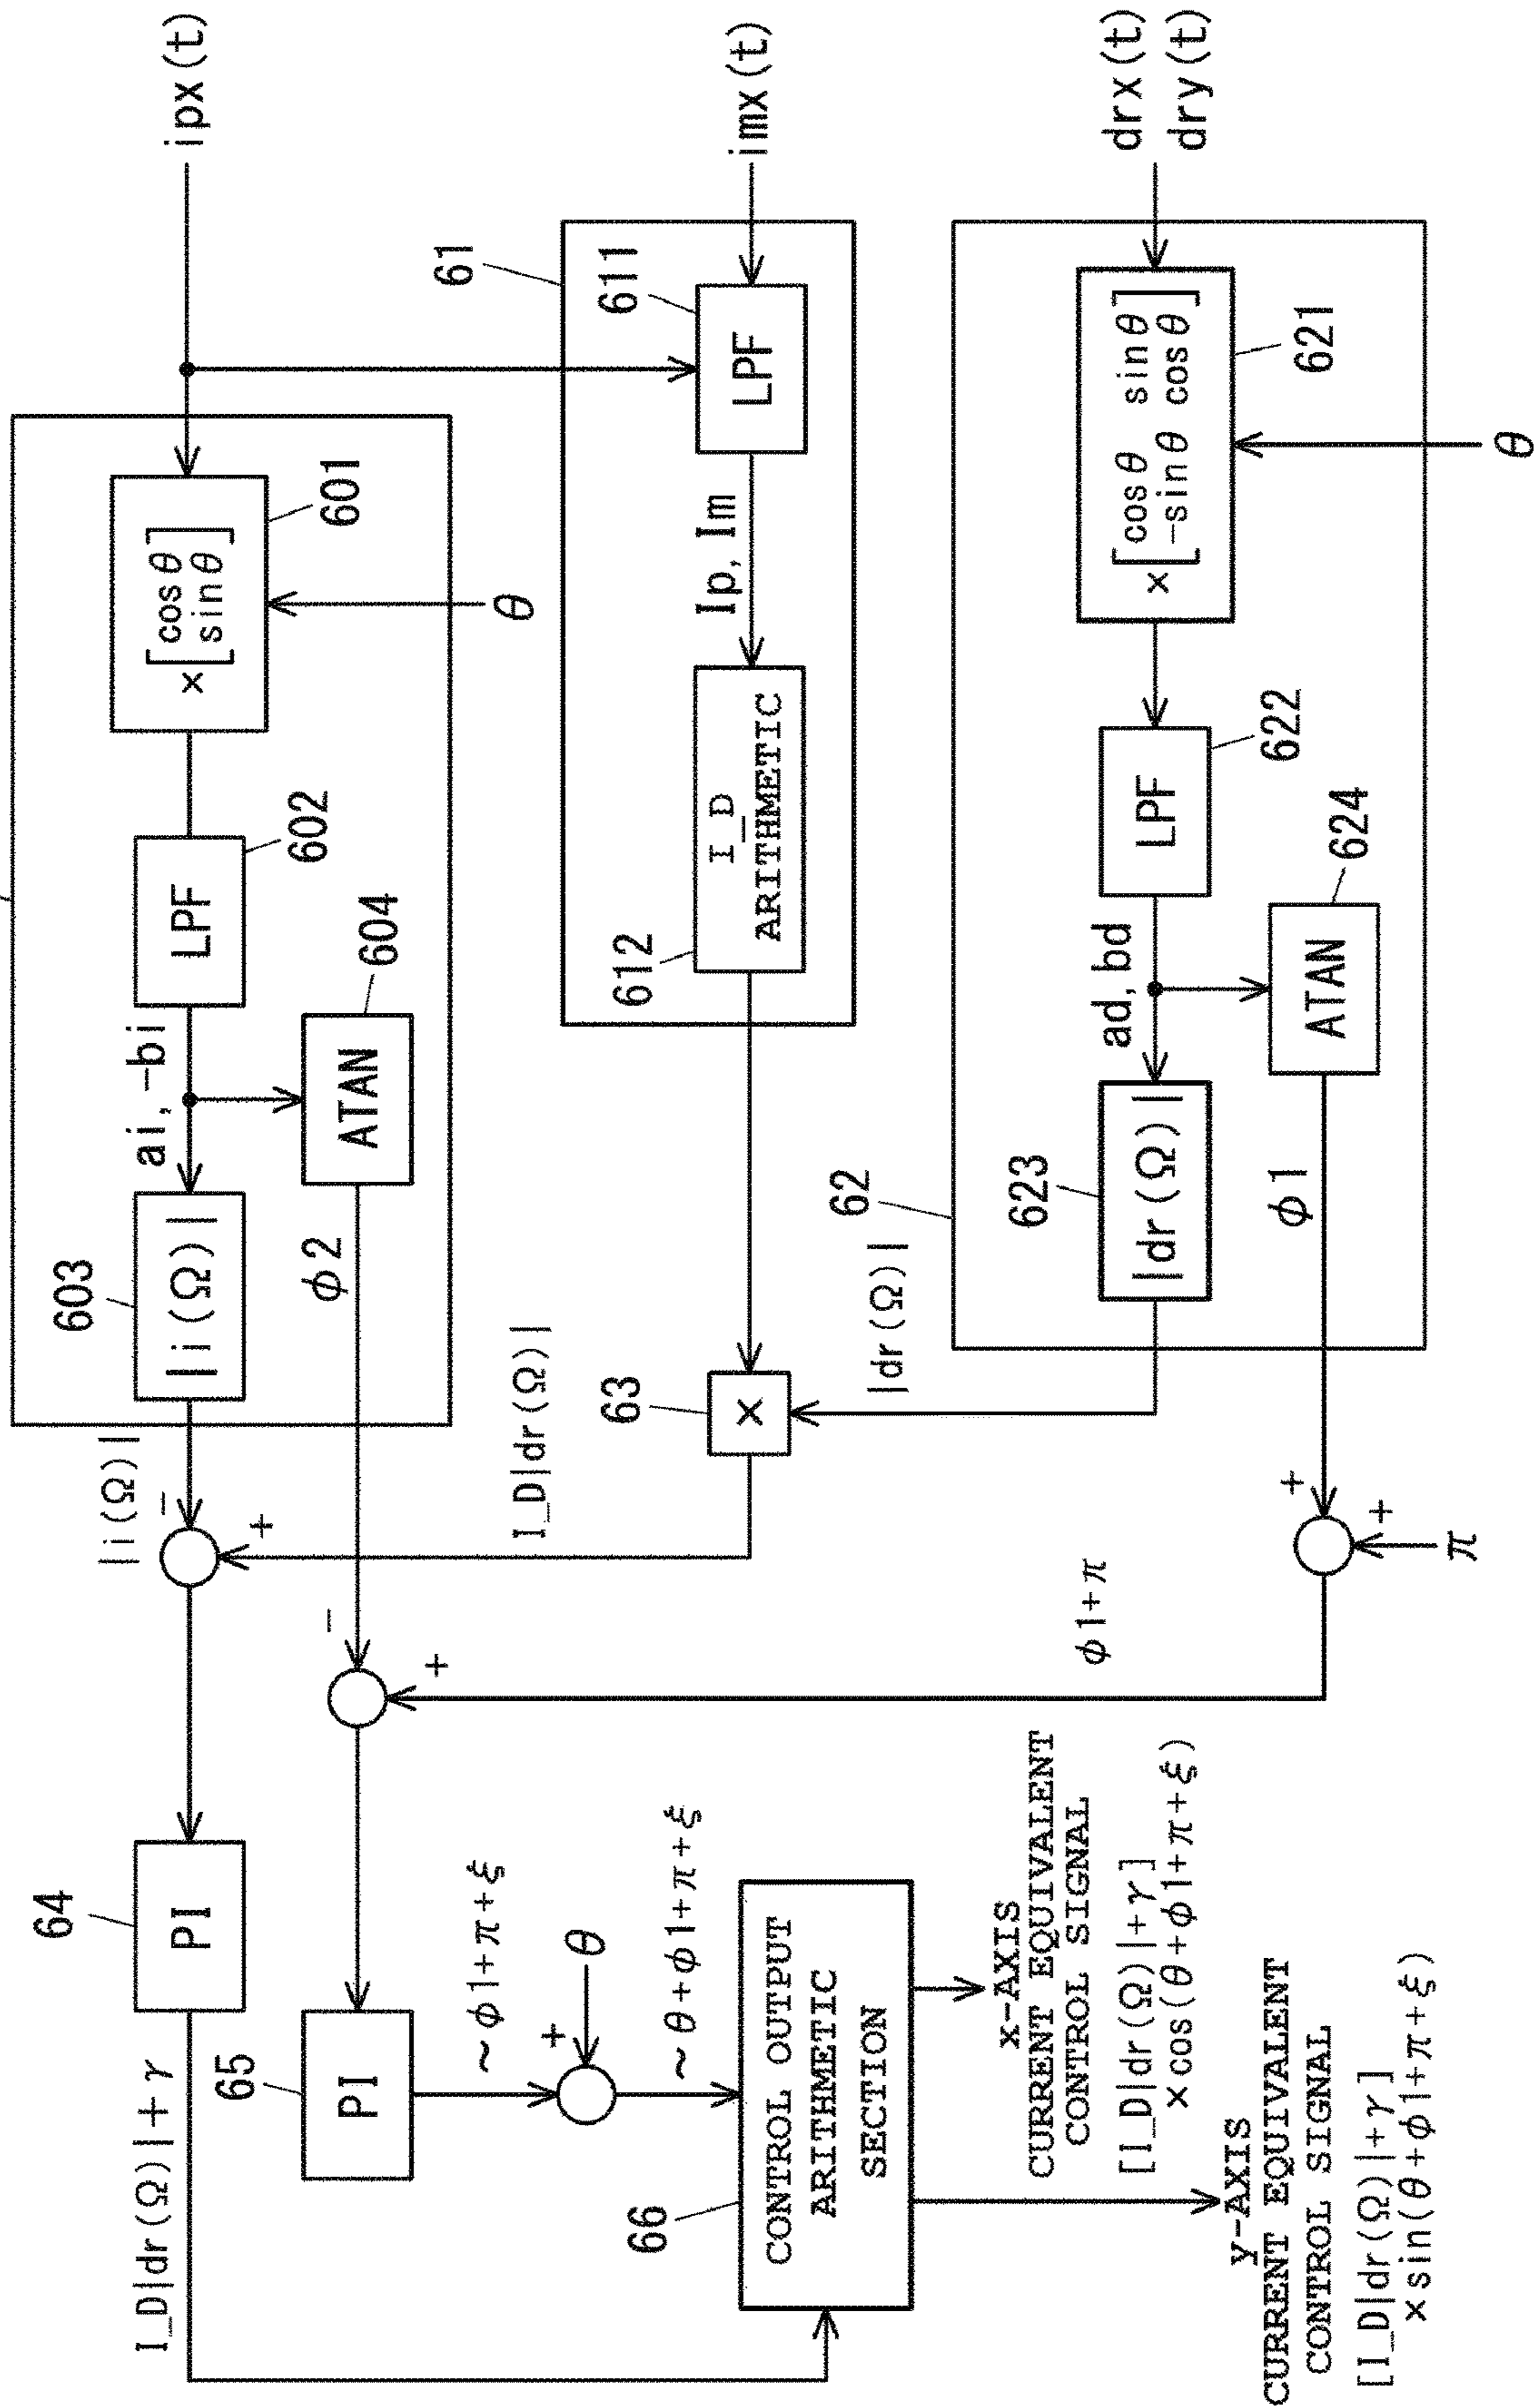 ipx(t)
×[cosθ
sinθ]
601
θ
LPF
602
ai, -bi
|i(Ω)|
603
ATAN
604
φ2
|i(Ω)|
−
+
imx(t)
61
LPF
611
Ip, Im
I_D
ARITHMETIC
612
×
63
I_D|dr(Ω)|
|dr(Ω)|
drx(t)
dry(t)
×[cosθ sinθ
-sinθ cosθ]
621
θ
LPF
622
ad, bd
|dr(Ω)|
623
ATAN
624
62
φ1
+
+
π
φ1+π
−
+
PI
64
I_D|dr(Ω)|+γ
PI
65
~φ1+π+ξ
+
θ
~θ+φ1+π+ξ
CONTROL OUTPUT
ARITHMETIC
SECTION
66
x-AXIS
CURRENT EQUIVALENT
CONTROL SIGNAL
[I_D|dr(Ω)|+γ]
×cos(θ+φ1+π+ξ)
y-AXIS
CURRENT EQUIVALENT
CONTROL SIGNAL
[I_D|dr(Ω)|+γ]
×sin(θ+φ1+π+ξ)